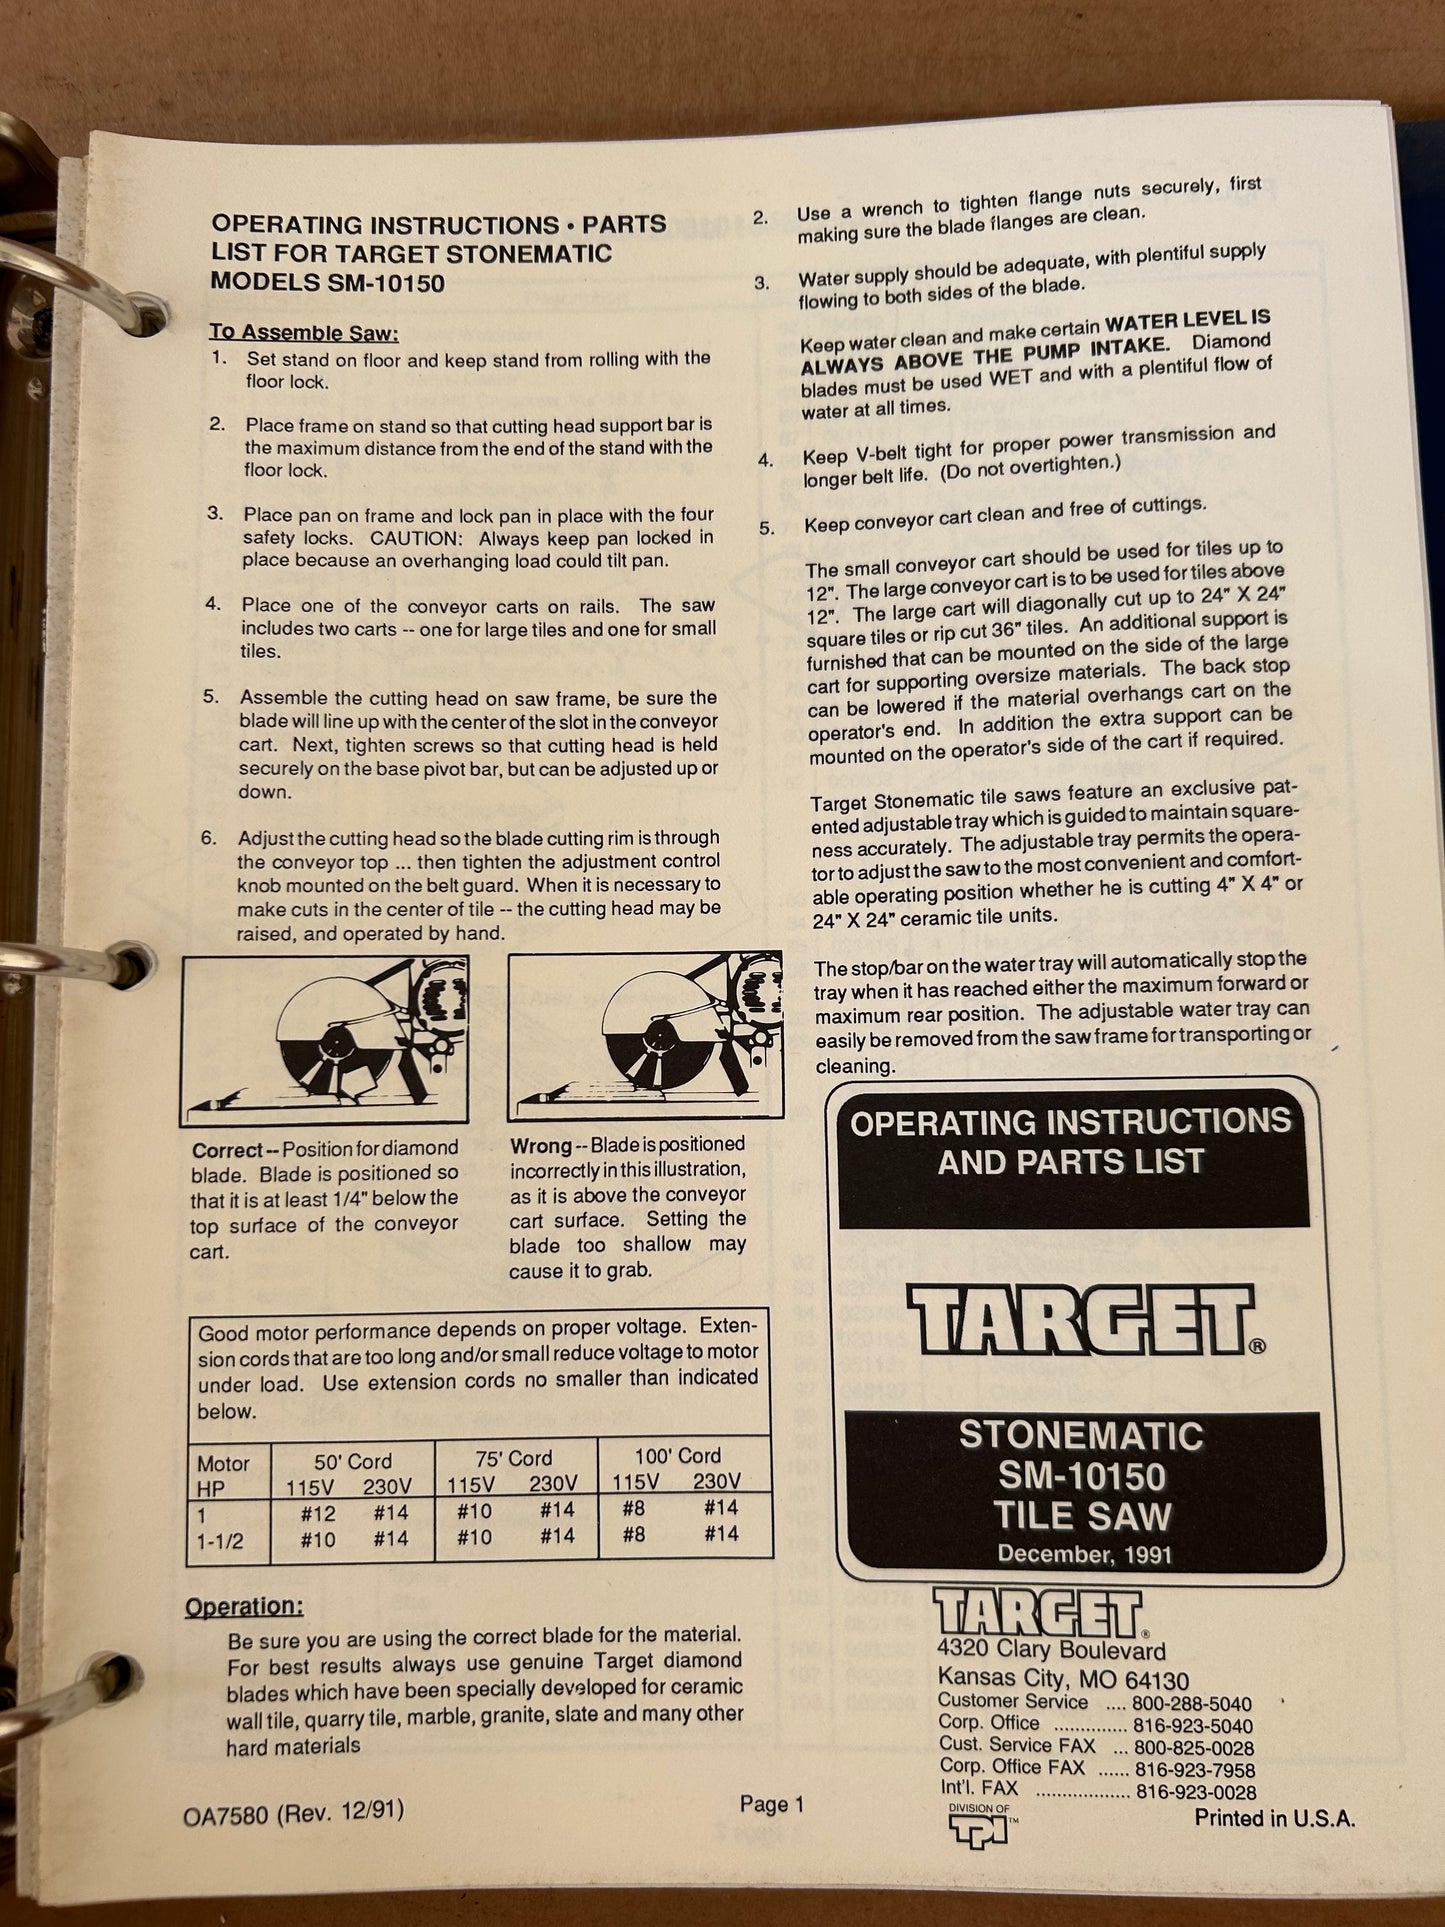 OPERATING INSTRUCTIONS • PARTS
LIST FOR TARGET STONEMATIC
MODELS SM-10150
To Assemble Saw:
1. Set stand on floor and keep stand from rolling with the
floor lock.
2. Place frame on stand so that cutting head support bar is
the maximum distance from the end of the stand with the
floor lock.
3. Place pan on frame and lock pan in place with the four
safety locks. CAUTION: Always keep pan locked in
place because an overhanging load could tilt pan.
4. Place one of the conveyor carts on rails. The saw
includes two carts -- one for large tiles and one for small
tiles.
5. Assemble the cutting head on saw frame, be sure the
blade will line up with the center of the slot in the conveyor
cart. Next, tighten screws so that cutting head is held
securely on the base pivot bar, but can be adjusted up or
down.
6. Adjust the cutting head so the blade cutting rim is through
the conveyor top ... then tighten the adjustment control
knob mounted on the belt guard. When it is necessary to
make cuts in the center of tile -- the cutting head may be
raised, and operated by hand.
Correct -- Position for diamond
blade. Blade is positioned so
that it is at least 1/4" below the
top surface of the conveyor
cart.
Wrong -- Blade is positioned
incorrectly in this illustration,
as it is above the conveyor
cart surface. Setting the
blade too shallow may
cause it to grab.
Good motor performance depends on proper voltage. Exten-
sion cords that are too long and/or small reduce voltage to motor
under load. Use extension cords no smaller than indicated
below.
Motor 50' Cord 75' Cord 100' Cord
HP 115V 230V 115V 230V 115V 230V
1 #12 #14 #10 #14 #8 #14
1-1/2 #10 #14 #10 #14 #8 #14
Operation:
Be sure you are using the correct blade for the material.
For best results always use genuine Target diamond
blades which have been specially developed for ceramic
wall tile, quarry tile, marble, granite, slate and many other
hard materials
2. Use a wrench to tighten flange nuts securely, first
making sure the blade flanges are clean.
3. Water supply should be adequate, with plentiful supply
flowing to both sides of the blade.
Keep water clean and make certain WATER LEVEL IS
ALWAYS ABOVE THE PUMP INTAKE. Diamond
blades must be used WET and with a plentiful flow of
water at all times.
4. Keep V-belt tight for proper power transmission and
longer belt life. (Do not overtighten.)
5. Keep conveyor cart clean and free of cuttings.
The small conveyor cart should be used for tiles up to
12". The large conveyor cart is to be used for tiles above
12". The large cart will diagonally cut up to 24" X 24"
square tiles or rip cut 36" tiles. An additional support is
furnished that can be mounted on the side of the large
cart for supporting oversize materials. The back stop
can be lowered if the material overhangs cart on the
operator's end. In addition the extra support can be
mounted on the operator's side of the cart if required.
Target Stonematic tile saws feature an exclusive pat-
ented adjustable tray which is guided to maintain square-
ness accurately. The adjustable tray permits the opera-
tor to adjust the saw to the most convenient and comfort-
able operating position whether he is cutting 4" X 4" or
24" X 24" ceramic tile units.
The stop/bar on the water tray will automatically stop the
tray when it has reached either the maximum forward or
maximum rear position. The adjustable water tray can
easily be removed from the saw frame for transporting or
cleaning.
OPERATING INSTRUCTIONS
AND PARTS LIST
TARGET®
STONEMATIC
SM-10150
TILE SAW
December, 1991
TARGET®
4320 Clary Boulevard
Kansas City, MO 64130
Customer Service .... 800-288-5040
Corp. Office .............. 816-923-5040
Cust. Service FAX ... 800-825-0028
Corp. Office FAX ...... 816-923-7958
Int'l. FAX .................. 816-923-0028
DIVISION OF
TPI™
OA7580 (Rev. 12/91)
Page 1
Printed in U.S.A.